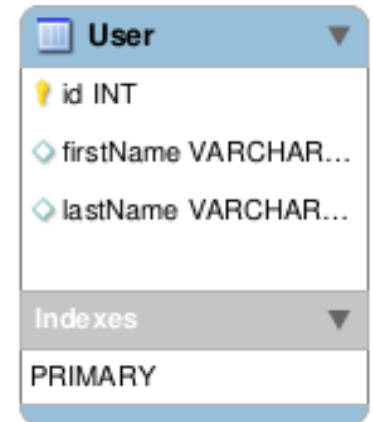 User
id INT
firstName VARCHAR...
lastName VARCHAR...
Indexes
PRIMARY